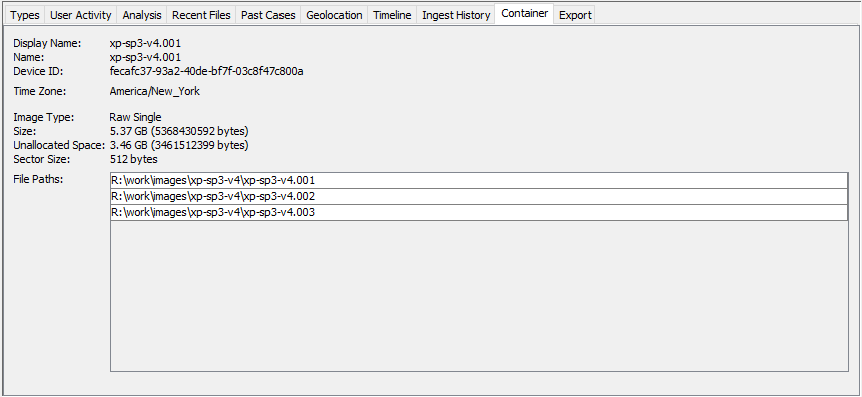 Types User Activity Analysis Recent Files Past Cases Geolocation Timeline Ingest History Container Export
Display Name: xp-sp3-v4.001
Name: xp-sp3-v4.001
Device ID: fecafc37-93a2-40de-bf7f-03c8f47c800a
Time Zone: America/New_York
Image Type: Raw Single
Size: 5.37 GB (5368430592 bytes)
Unallocated Space: 3.46 GB (3461512399 bytes)
Sector Size: 512 bytes
File Paths: R:\work\images\xp-sp3-v4\xp-sp3-v4.001
R:\work\images\xp-sp3-v4\xp-sp3-v4.002
R:\work\images\xp-sp3-v4\xp-sp3-v4.003